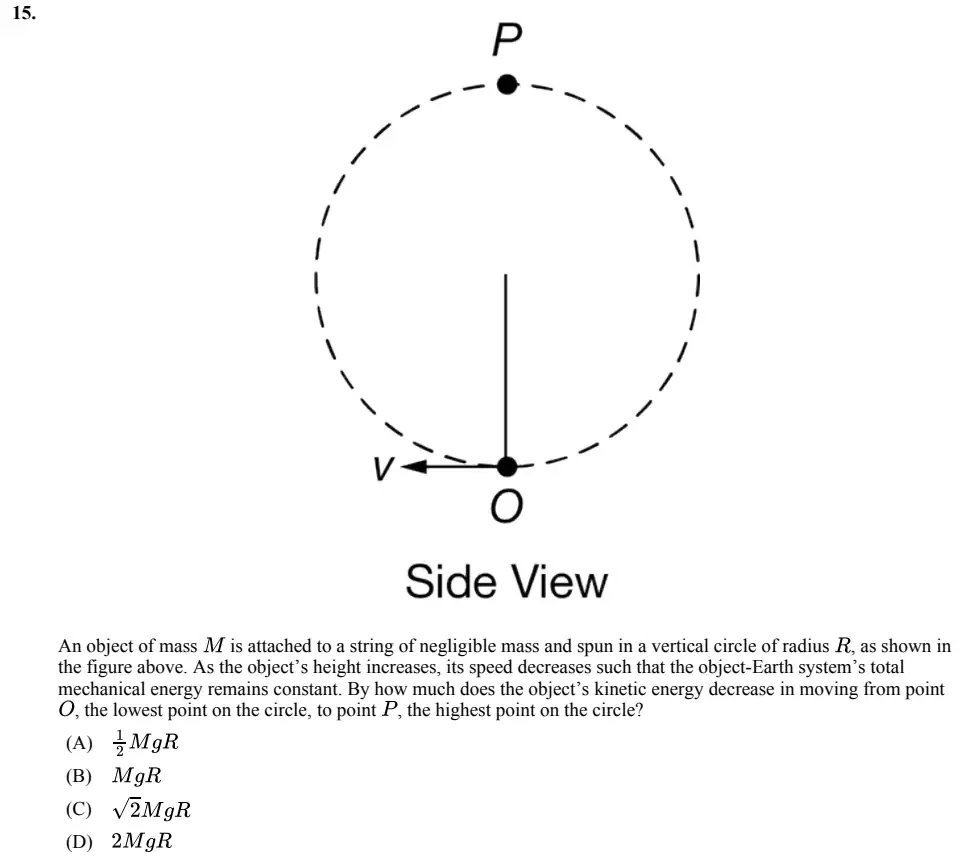 15.
P
v
O
Side View
An object of mass M is attached to a string of negligible mass and spun in a vertical circle of radius R, as shown in
the figure above. As the object's height increases, its speed decreases such that the object-Earth system's total
mechanical energy remains constant. By how much does the object's kinetic energy decrease in moving from point
O, the lowest point on the circle, to point P, the highest point on the circle?
(A) ½MgR
(B) MgR
(C) √2MgR
(D) 2MgR